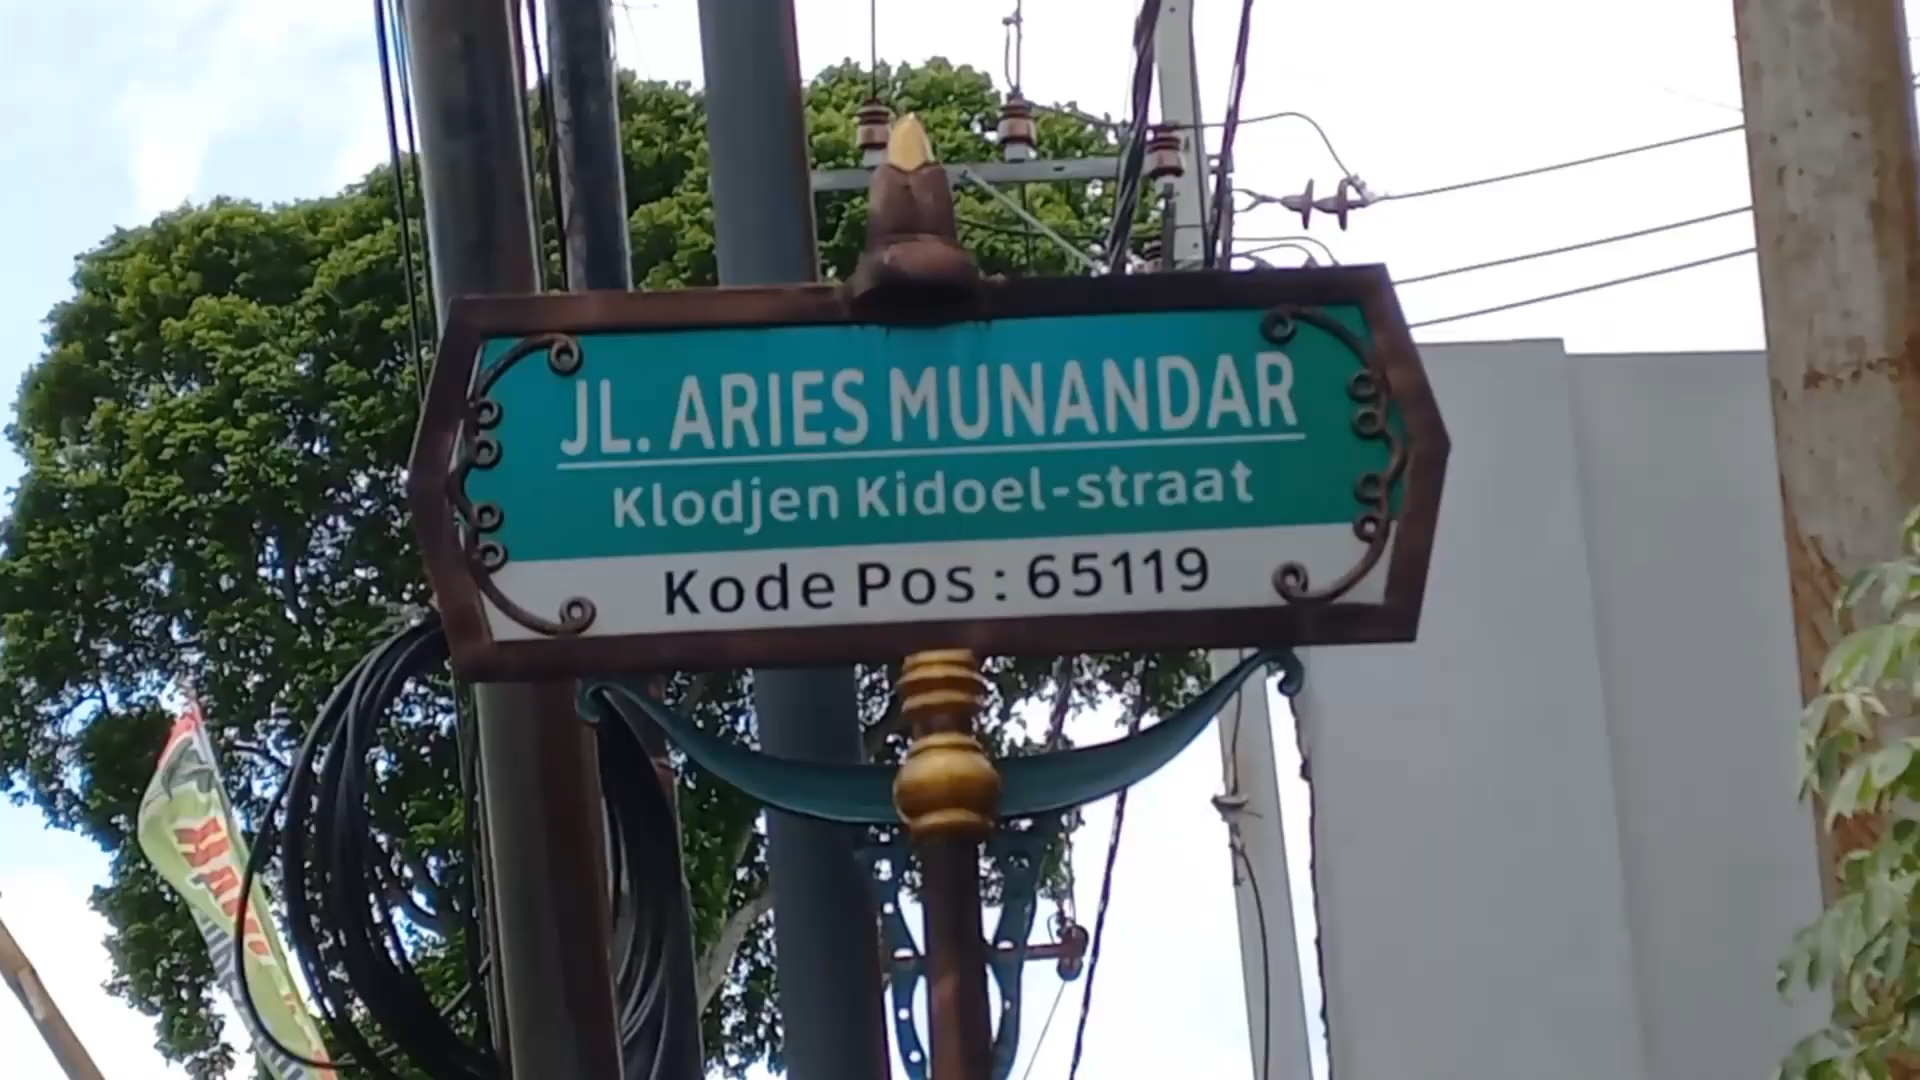 JL. ARIES MUNANDAR
Klodjen Kidoel-straat
Kode Pos : 65119